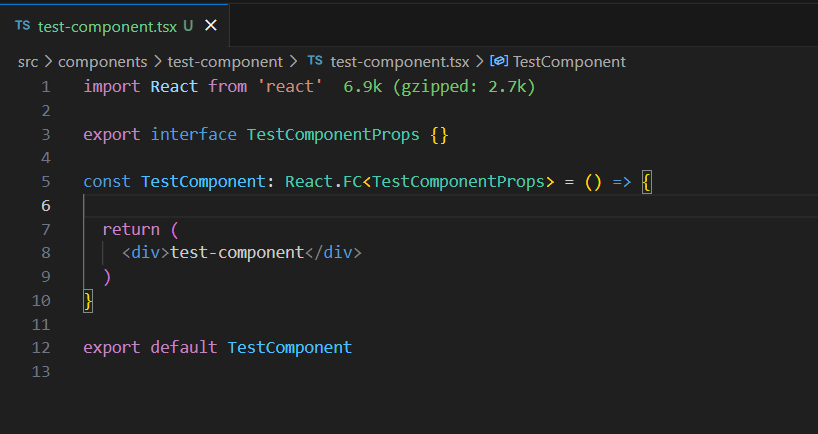 TS test-component.tsx U ×
src > components > test-component > TS test-component.tsx > TestComponent
1 import React from 'react' 6.9k (gzipped: 2.7k)
2
3 export interface TestComponentProps {}
4
5 const TestComponent: React.FC<TestComponentProps> = () => {
6
7 return (
8 <div>test-component</div>
9 )
10 }
11
12 export default TestComponent
13